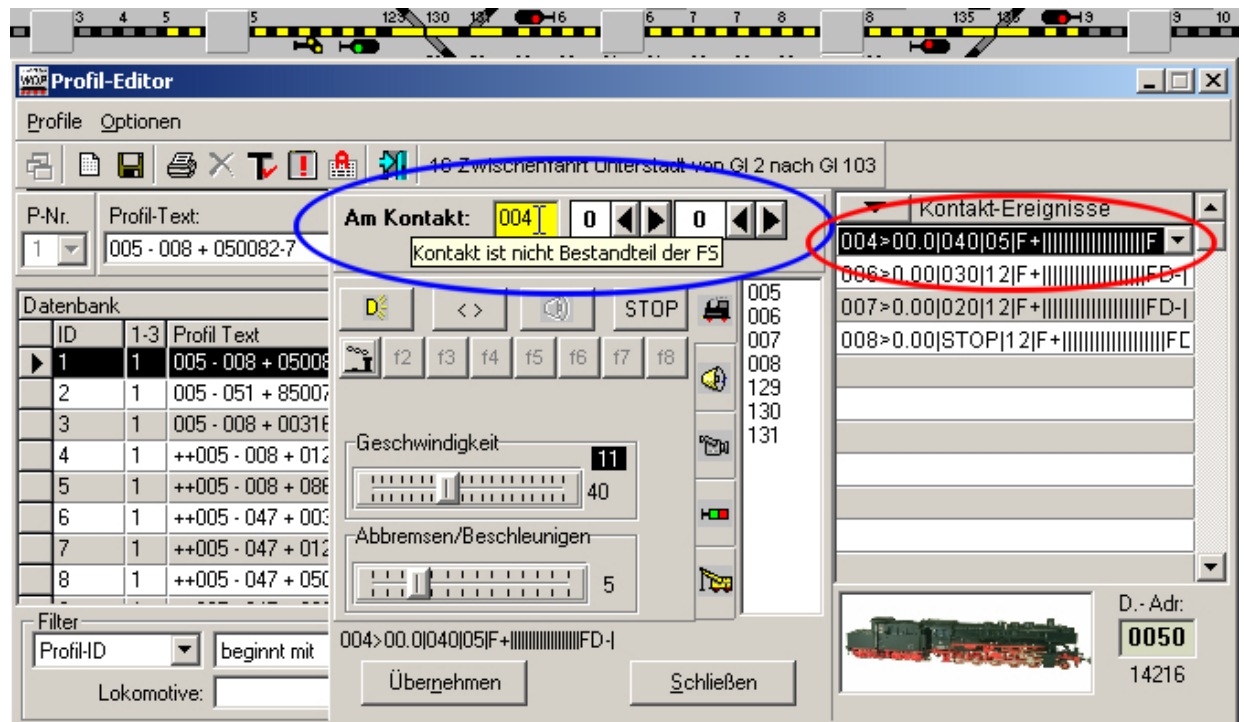 3 4 5 5 129 130 137 6 6 7 7 8 8 135 136 9 9 10
Profil-Editor
Profile Optionen
16-Zwischenfahrt Unterstadt von Gl 2 nach Gl 103
P-Nr. Profil-Text:
1 005 - 008 + 050082-7
Am Kontakt: 004 0 0
Kontakt ist nicht Bestandteil der FS
Kontakt-Ereignisse
004>00.0|040|05|F+||||||||||||||||||F
006>0.00|030|12|F+||||||||||||||||||FD-|
007>0.00|020|12|F+||||||||||||||||||FD-|
008>0.00|STOP|12|F+||||||||||||||||||FD
Datenbank
ID 1-3 Profil Text
1 1 005 - 008 + 05008
2 1 005 - 051 + 85007
3 1 005 - 008 + 00316
4 1 ++005 - 008 + 012
5 1 ++005 - 008 + 086
6 1 ++005 - 047 + 003
7 1 ++005 - 047 + 012
8 1 ++005 - 047 + 050
D < > STOP
f2 f3 f4 f5 f6 f7 f8
005
006
007
008
129
130
131
Geschwindigkeit
11
40
Abbremsen/Beschleunigen
5
004>00.0|040|05|F+||||||||||||||||||FD-|
Übernehmen Schließen
Filter
Profil-ID beginnt mit
Lokomotive:
D.- Adr:
0050
14216